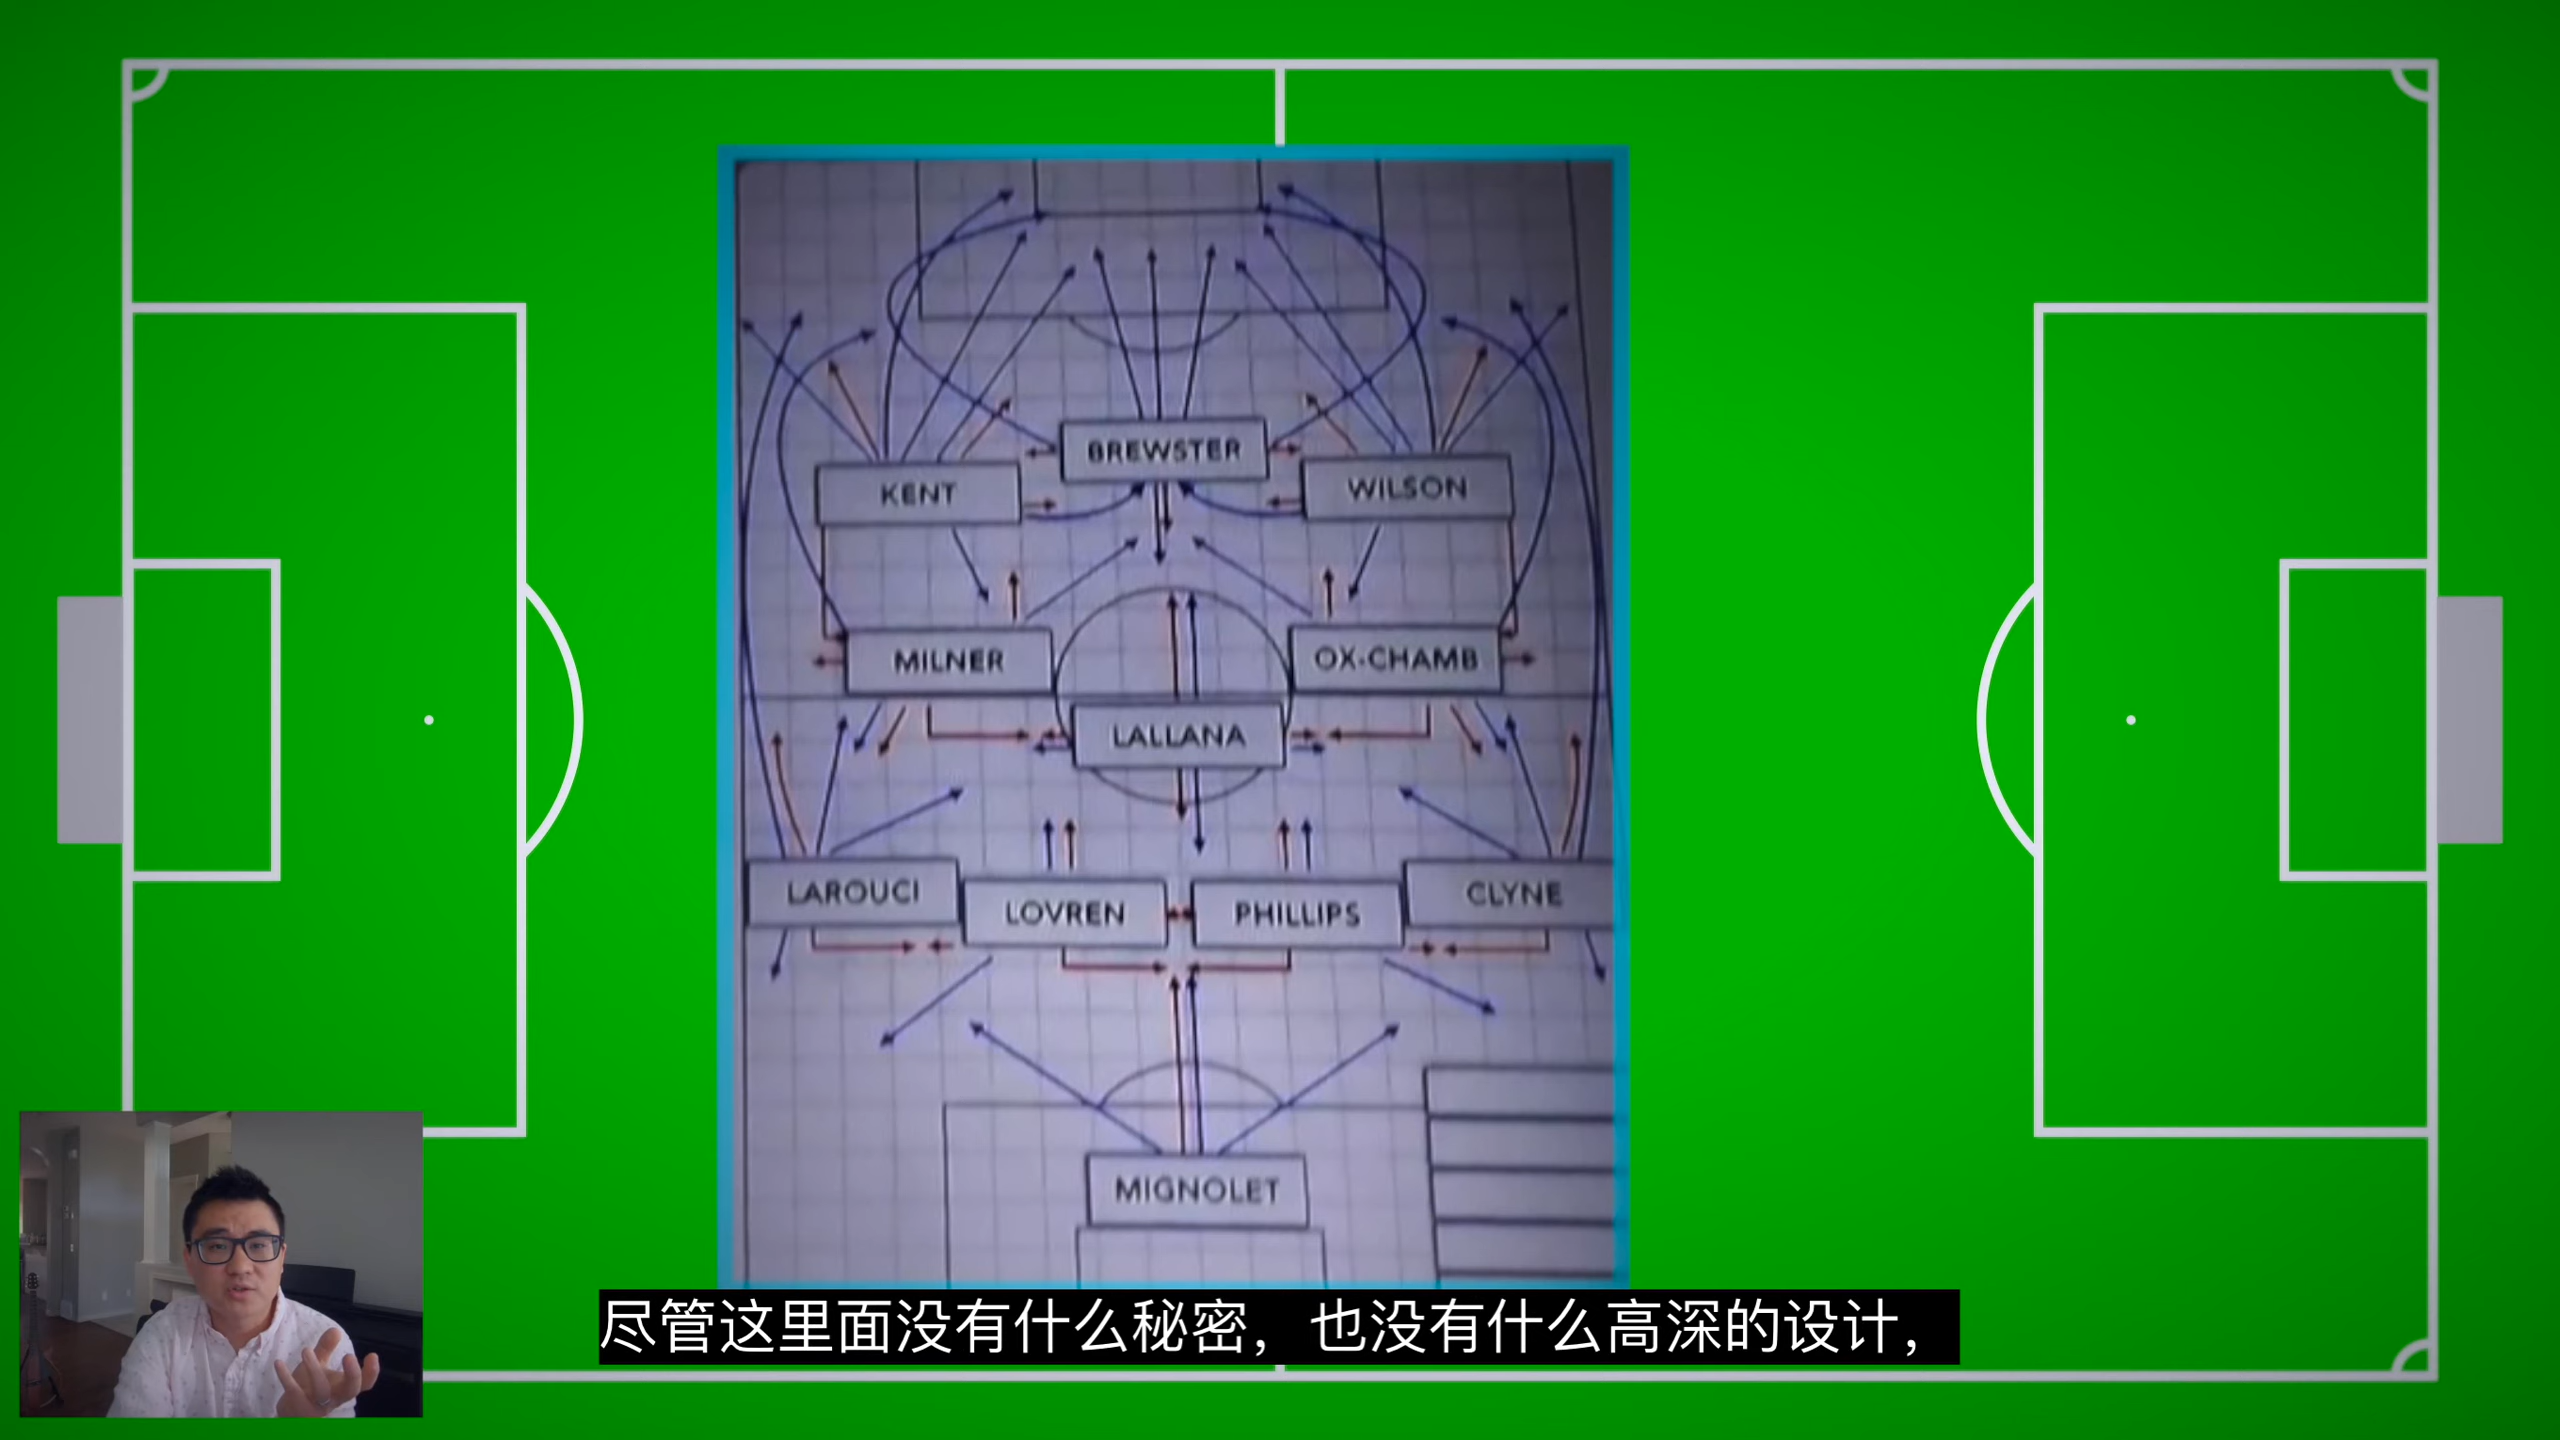 BREWSTER
KENT
WILSON
MILNER
OX-CHAMB
LALLANA
LAROUCI
LOVREN
PHILLIPS
CLYNE
MIGNOLET
尽管这里面没有什么秘密，也没有什么高深的设计，